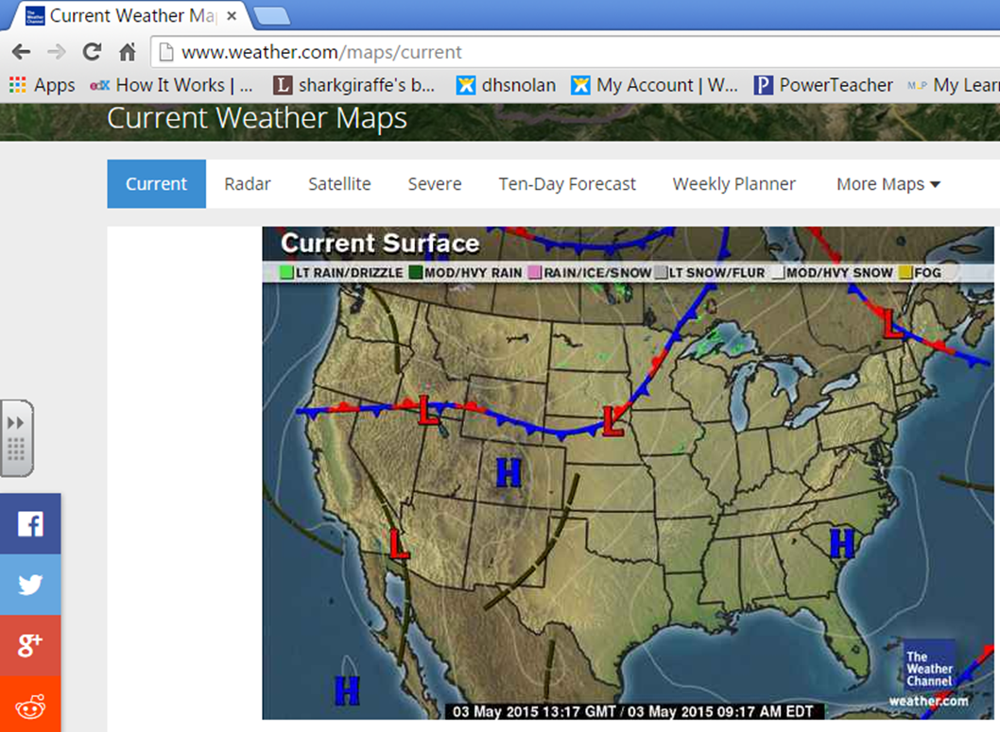 Current Weather Ma
www.weather.com/maps/current
Apps edX How It Works | ... L sharkgiraffe's b... dhsnolan My Account | W... P PowerTeacher M..P My Lear
Current Weather Maps
Current Radar Satellite Severe Ten-Day Forecast Weekly Planner More Maps
Current Surface
LT RAIN/DRIZZLE MOD/HVY RAIN RAIN/ICE/SNOW LT SNOW/FLUR MOD/HVY SNOW FOG
L
L L
H
L H
H
f
g+
The
Weather
Channel
weather.com
03 May 2015 13:17 GMT / 03 May 2015 09:17 AM EDT